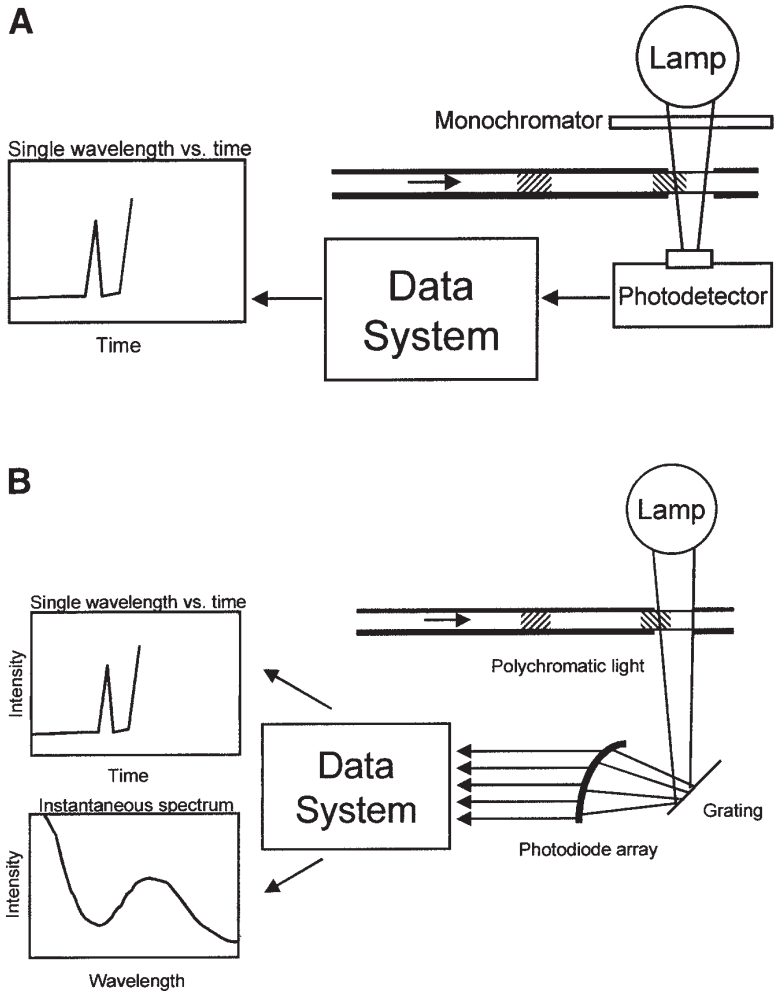 A
Lamp
Monochromator
Single wavelength vs. time
Data
System
Photodetector
Time
B
Lamp
Single wavelength vs. time
Intensity
Polychromatic light
Time
Data
System
Grating
Instantaneous spectrum
Intensity
Photodiode array
Wavelength